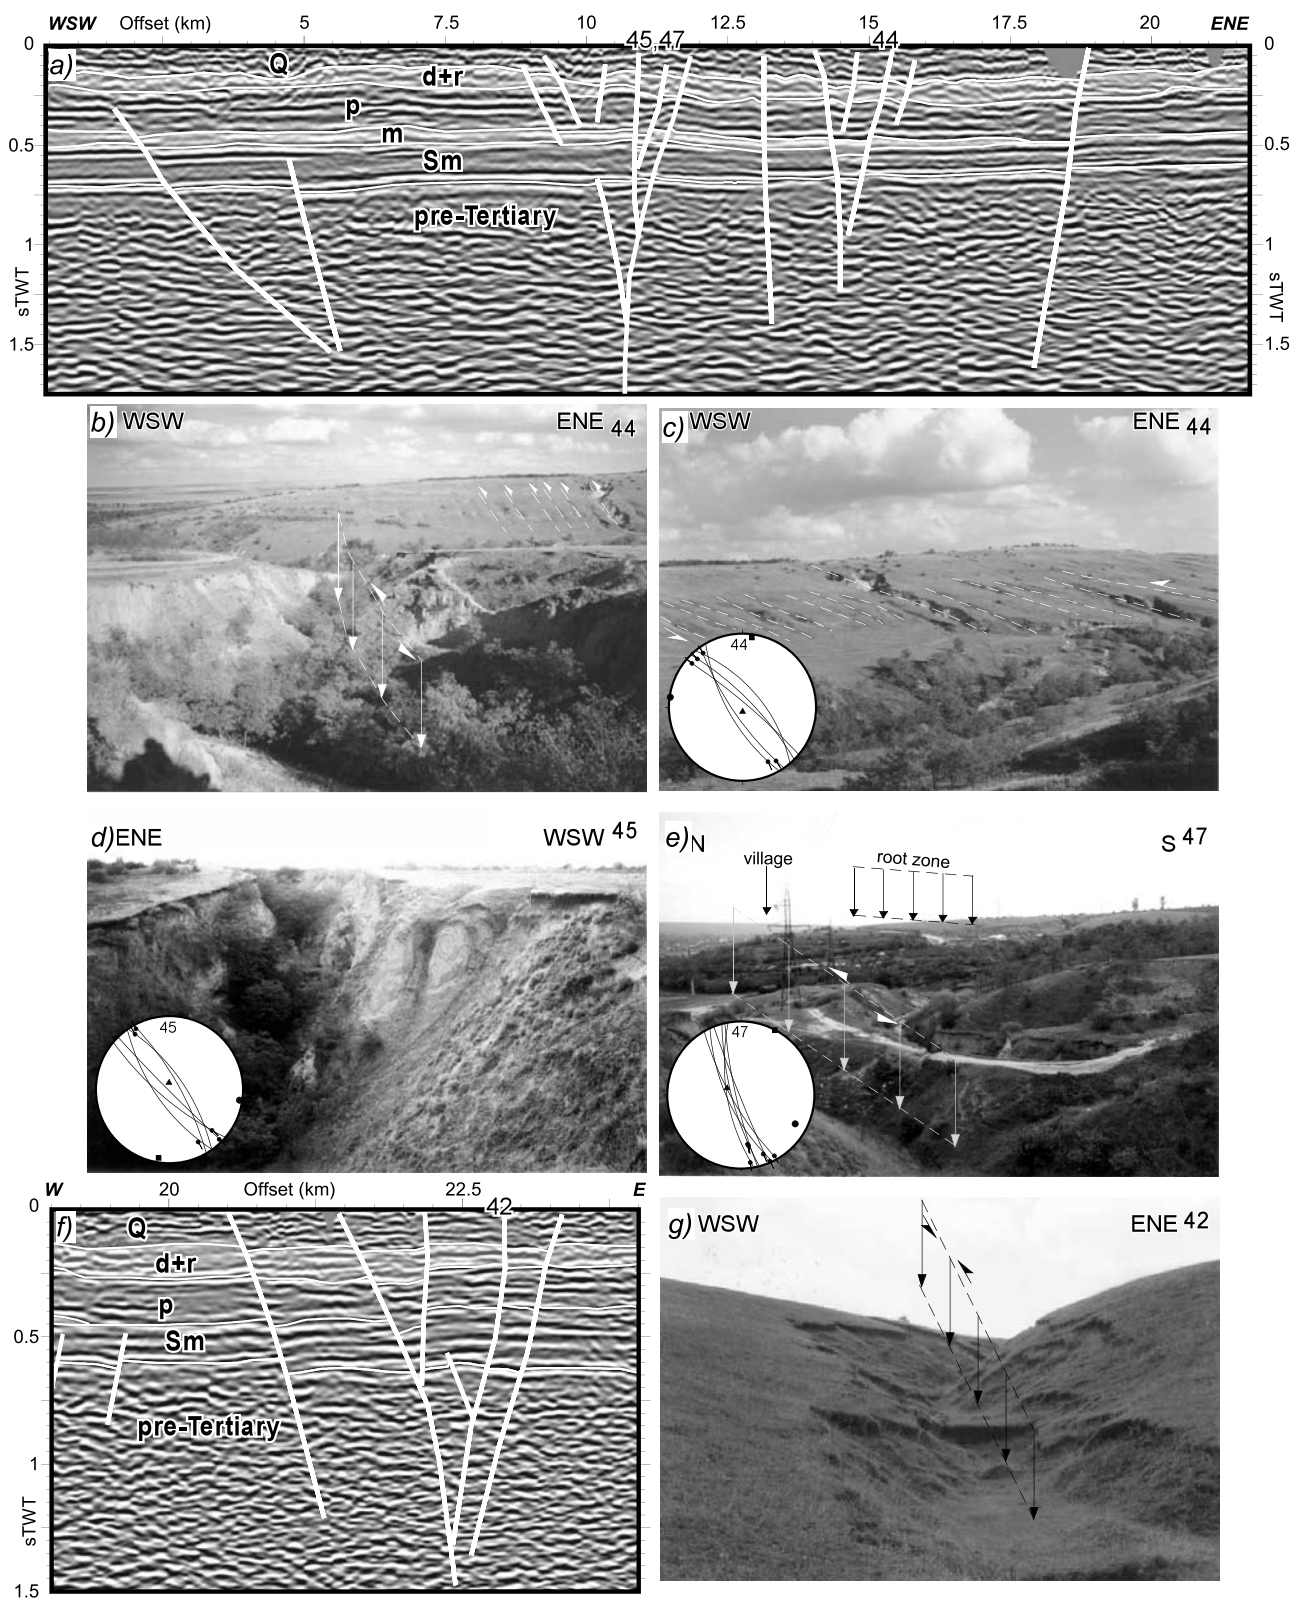 WSW Offset (km) 5 7.5 10 12.5 15 17.5 20 ENE
45,47 44
0 0
a) Q d+r
p
m
0.5 0.5
Sm
pre-Tertiary
1 1
sTWT sTWT
1.5 1.5
b) WSW ENE 44
c) WSW ENE 44
44
d) ENE WSW 45
45
e) N S 47
village root zone
47
W 20 Offset (km) 22.5 E
42
0
f) Q
d+r
p
0.5
Sm
pre-Tertiary
1
sTWT
1.5
g) WSW ENE 42